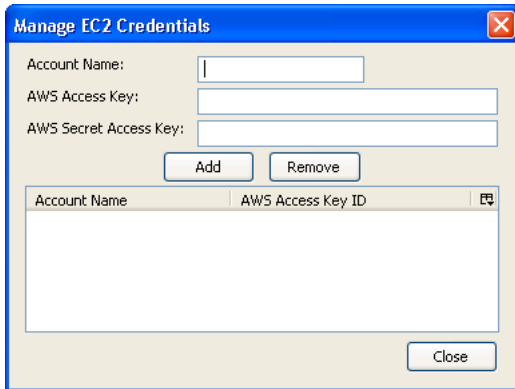 Manage EC2 Credentials
Account Name:
AWS Access Key:
AWS Secret Access Key:
Add Remove
Account Name AWS Access Key ID
Close